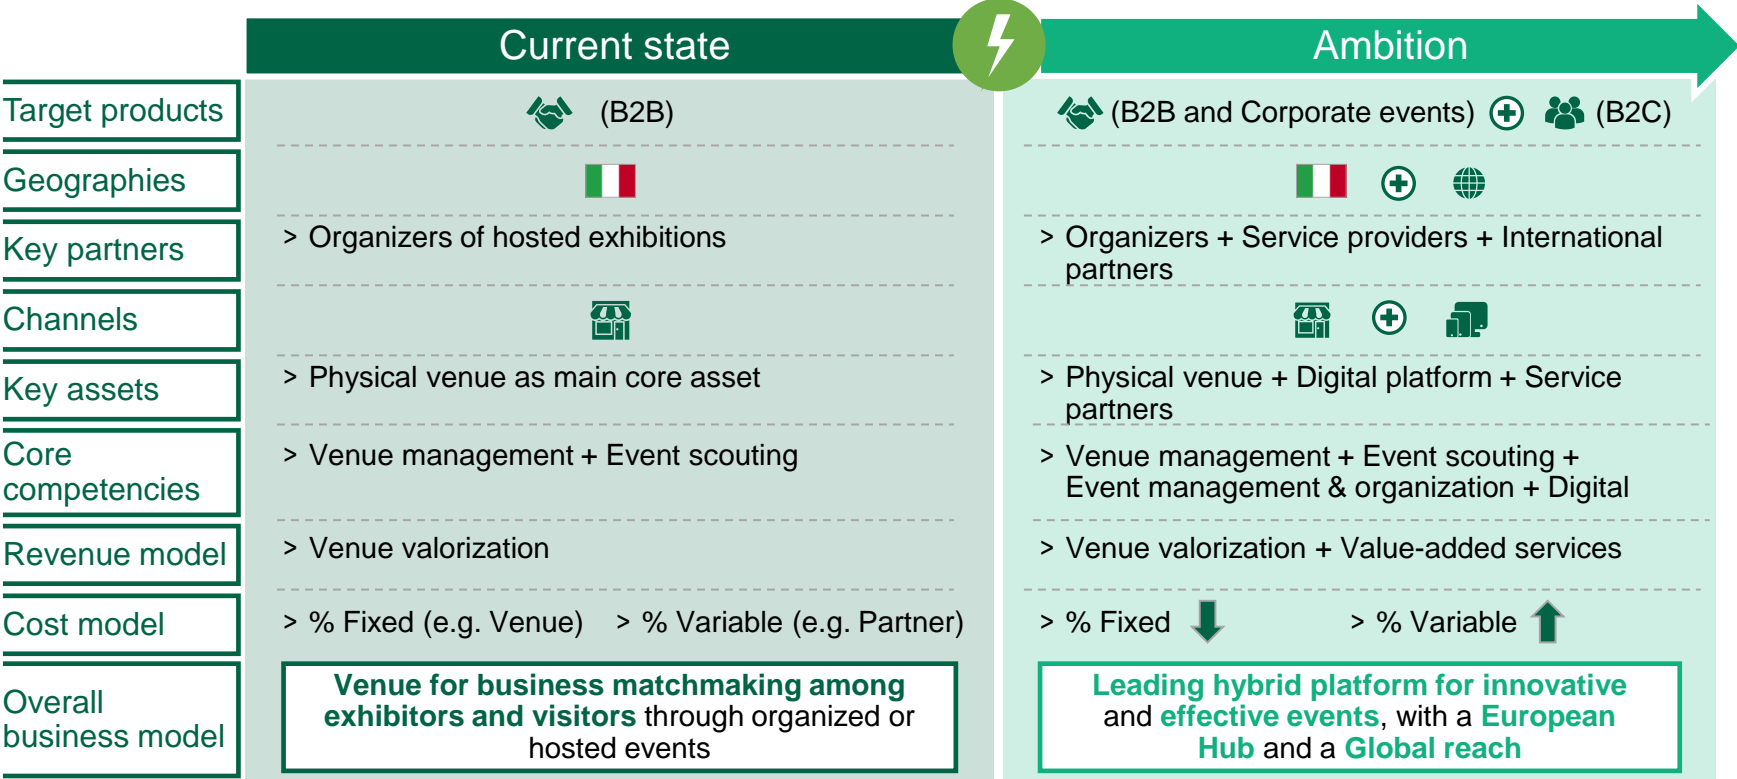 Current state
Ambition
Target products
(B2B)
(B2B and Corporate events)
(B2C)
Geographies
Key partners
> Organizers of hosted exhibitions
> Organizers + Service providers + International
partners
Channels
Key assets
> Physical venue as main core asset
> Physical venue + Digital platform + Service
partners
Core
competencies
> Venue management + Event scouting
> Venue management + Event scouting +
Event management & organization + Digital
Revenue model
> Venue valorization
> Venue valorization + Value-added services
Cost model
> % Fixed (e.g. Venue)
> % Variable (e.g. Partner)
> % Fixed
> % Variable
Overall
business model
Venue for business matchmaking among
exhibitors and visitors through organized or
hosted events
Leading hybrid platform for innovative
and effective events, with a European
Hub and a Global reach